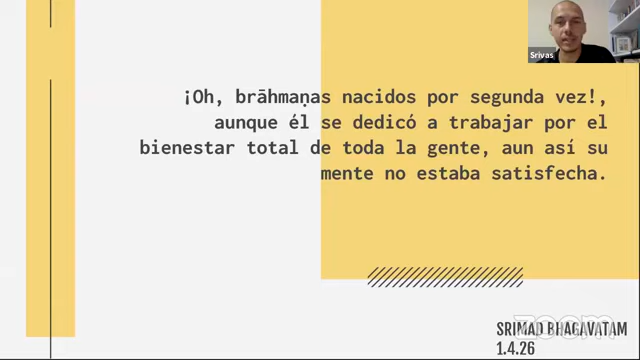 Srivas
¡Oh, brāhmaṇas nacidos por segunda vez!,
aunque él se dedicó a trabajar por el
bienestar total de toda la gente, aun así su
mente no estaba satisfecha.
zoom
SRIMAD BHAGAVATAM
1.4.26